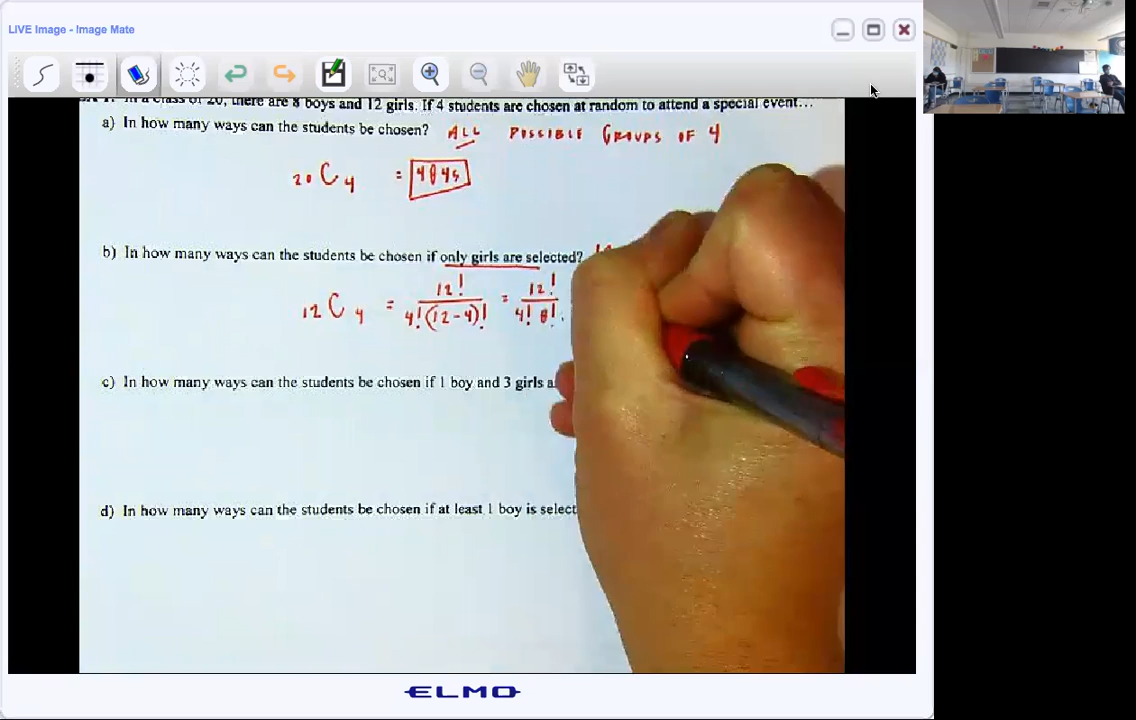 LIVE Image - Image Mate
In a class of 20, there are 8 boys and 12 girls. If 4 students are chosen at random to attend a special event...
a) In how many ways can the students be chosen? ALL POSSIBLE GROUPS OF 4
20 C 4 = 4845
b) In how many ways can the students be chosen if only girls are selected?
12 C 4 = 12! / 4!(12-4)! = 12! / 4! 8!
c) In how many ways can the students be chosen if 1 boy and 3 girls a
d) In how many ways can the students be chosen if at least 1 boy is select
ELMO